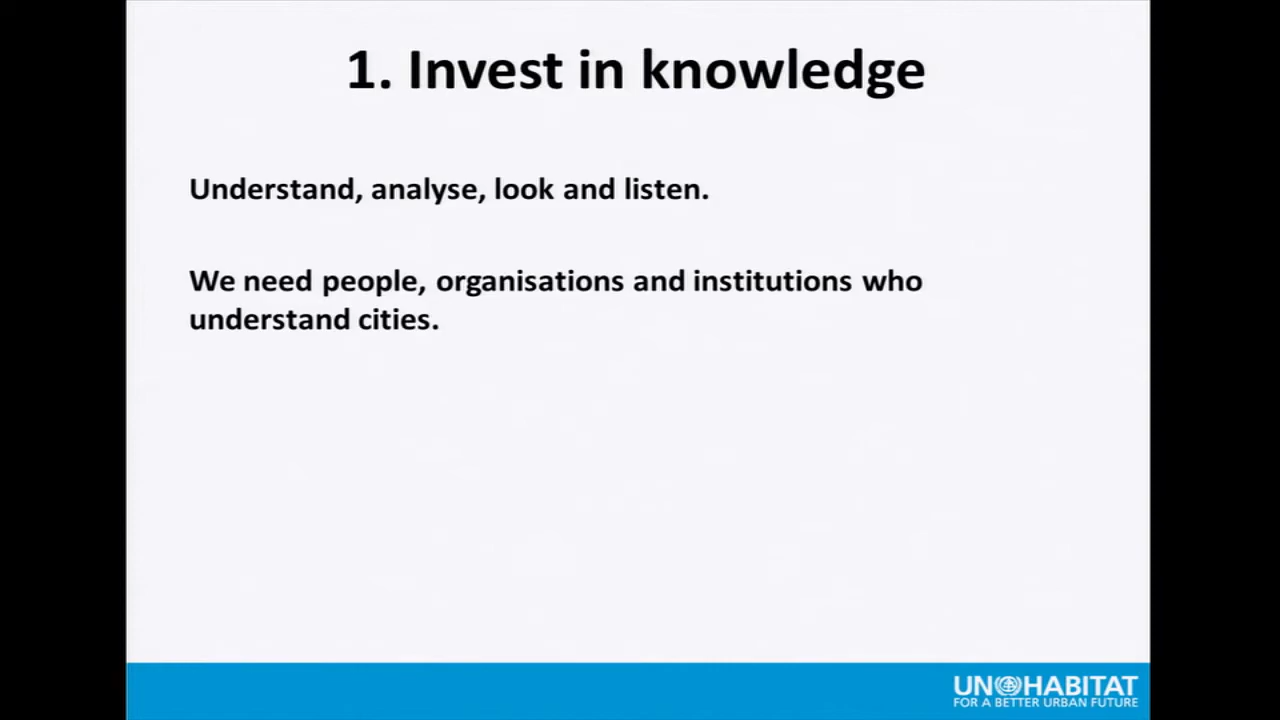 1. Invest in knowledge
Understand, analyse, look and listen.
We need people, organisations and institutions who
understand cities.
UN HABITAT
FOR A BETTER URBAN FUTURE